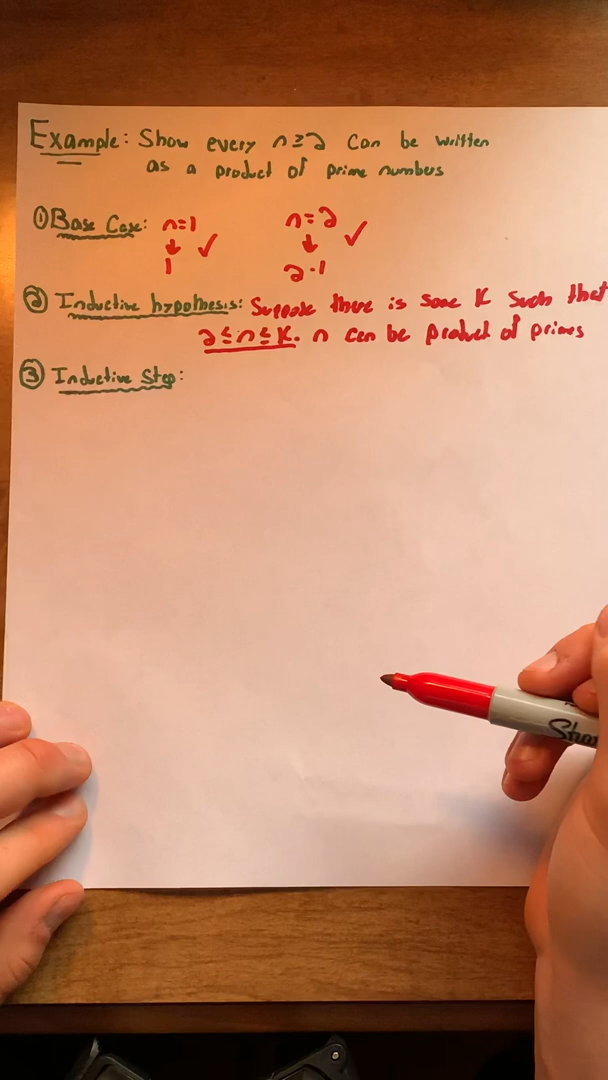 Example: Show every n≥2 can be written
as a product of prime numbers
① Base Case: n=1 ✓ n=2 ✓
↓ ↓
1 2·1
② Inductive hypothesis: Suppose there is some K such that
2≤n≤K. n can be product of primes
③ Inductive Step: